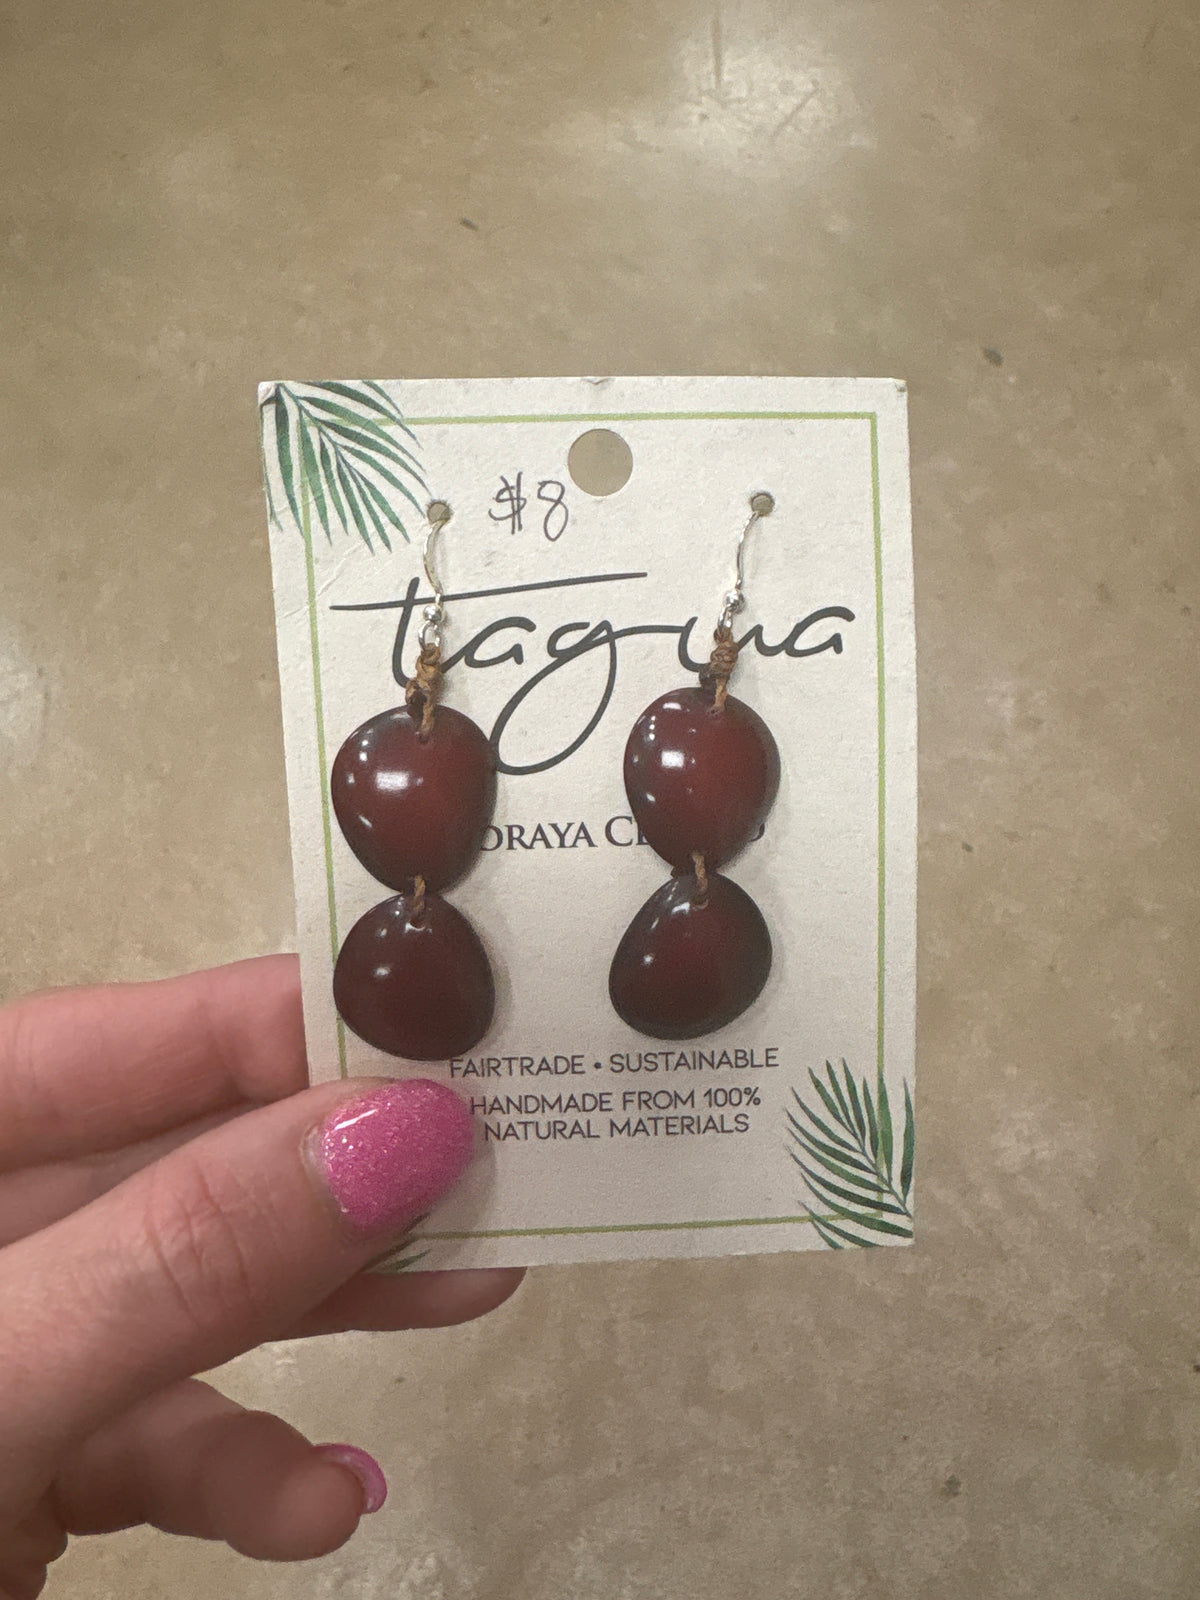 $8
tagua
FAIRTRADE • SUSTAINABLE
HANDMADE FROM 100%
NATURAL MATERIALS